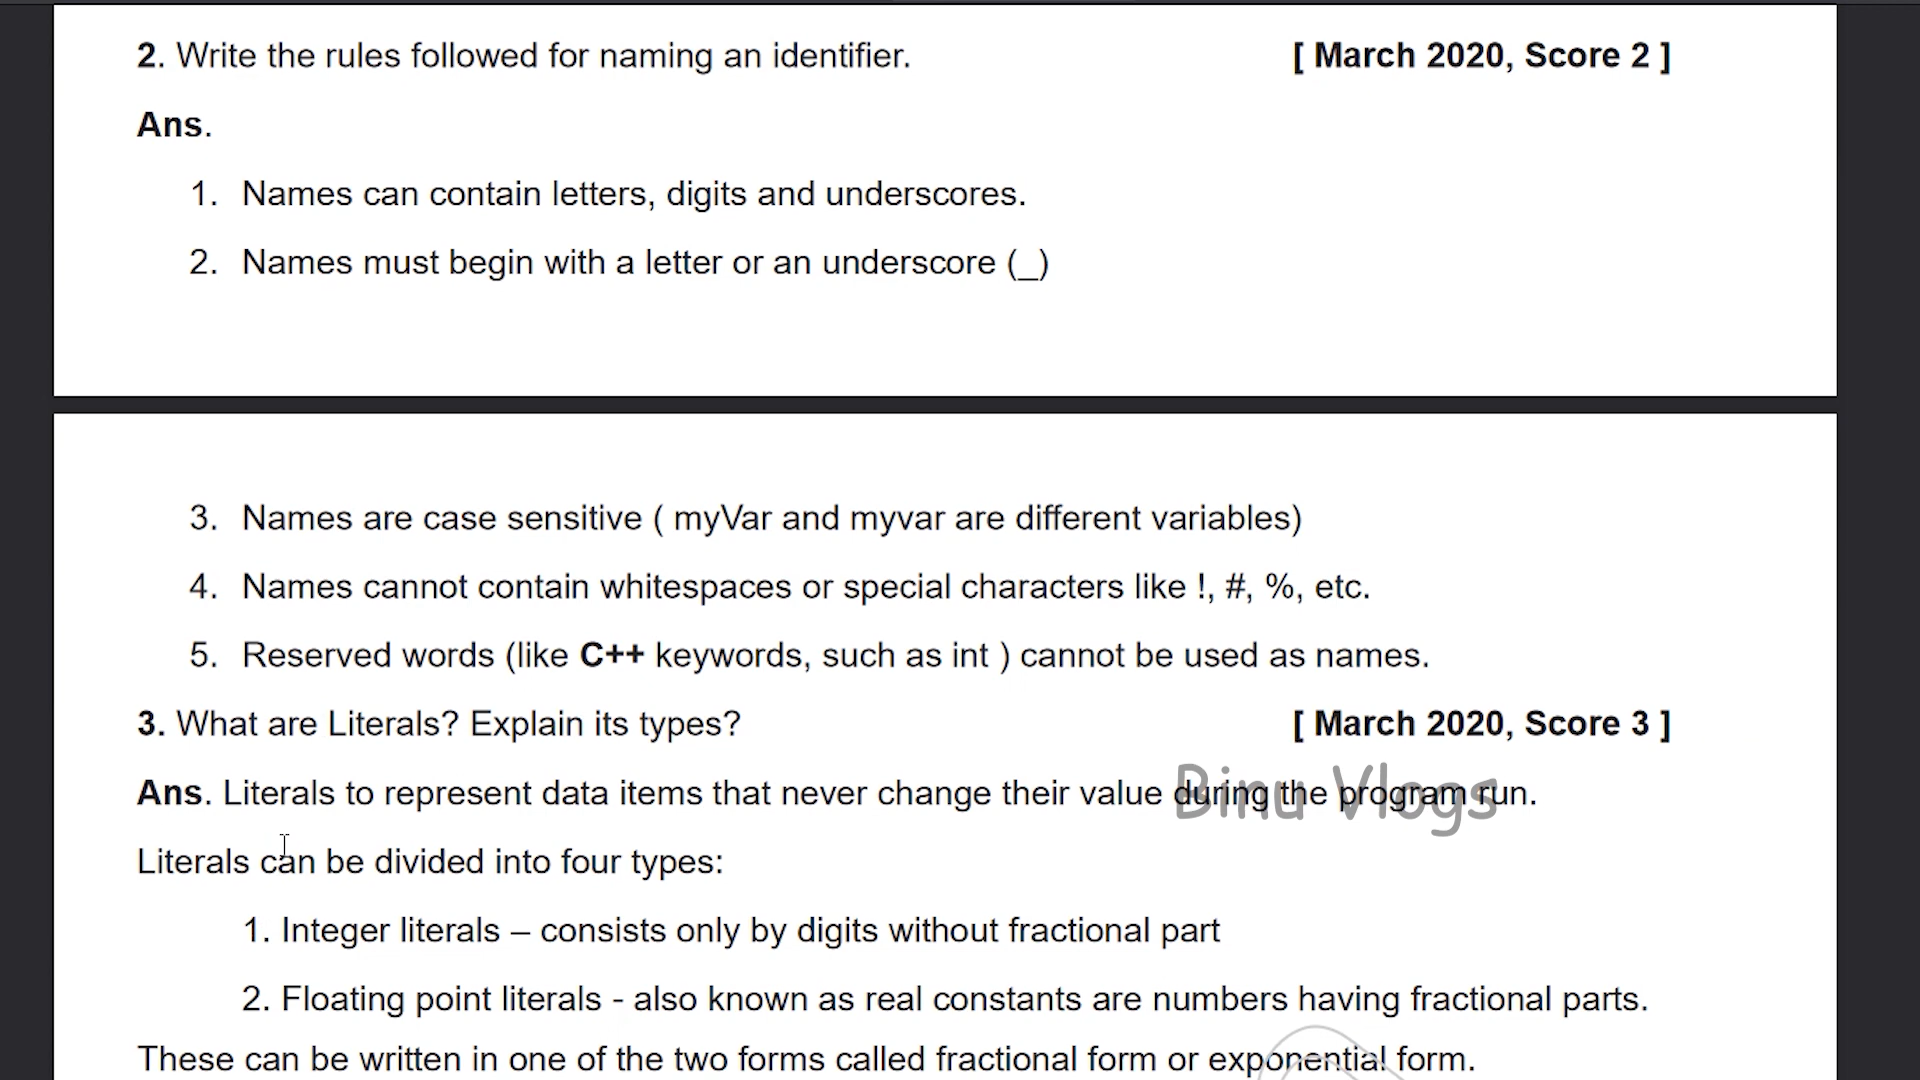 2. Write the rules followed for naming an identifier. [ March 2020, Score 2 ]
Ans.
1. Names can contain letters, digits and underscores.
2. Names must begin with a letter or an underscore (_)
3. Names are case sensitive ( myVar and myvar are different variables)
4. Names cannot contain whitespaces or special characters like !, #, %, etc.
5. Reserved words (like C++ keywords, such as int ) cannot be used as names.
3. What are Literals? Explain its types? [ March 2020, Score 3 ]
Ans. Literals to represent data items that never change their value during the program run.
Binu Vlogs
Literals can be divided into four types:
1. Integer literals – consists only by digits without fractional part
2. Floating point literals - also known as real constants are numbers having fractional parts.
These can be written in one of the two forms called fractional form or exponential form.